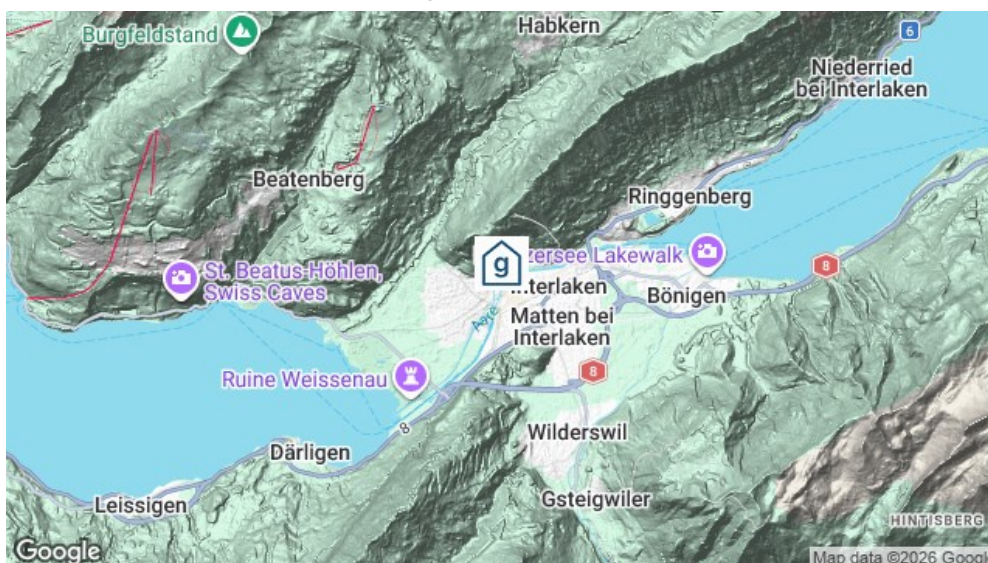 Burgfeldstand
Habkern
6
Niederried
bei Interlaken
Beatenberg
Ringgenberg
g
zersee Lakewalk
St. Beatus-Höhlen,
Swiss Caves
8
Interlaken
Bönigen
Aare
Matten bei
Interlaken
Ruine Weissenau
8
8
Wilderswil
Därligen
Leissigen
Gsteigwiler
HINTISBERG
Google
Map data ©2026 Google